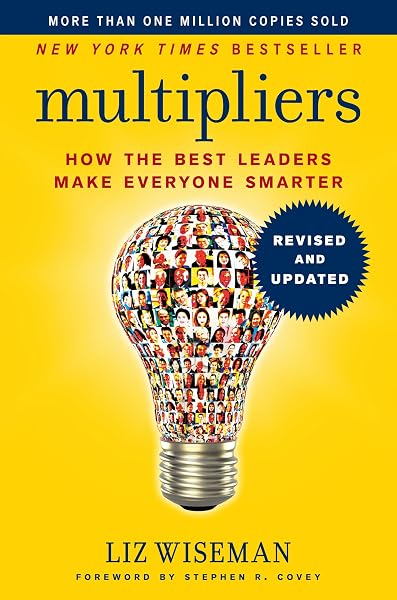 MORE THAN ONE MILLION COPIES SOLD
NEW YORK TIMES BESTSELLER
multipliers
HOW THE BEST LEADERS
MAKE EVERYONE SMARTER
REVISED
AND
UPDATED
LIZ WISEMAN
FOREWORD BY STEPHEN R. COVEY